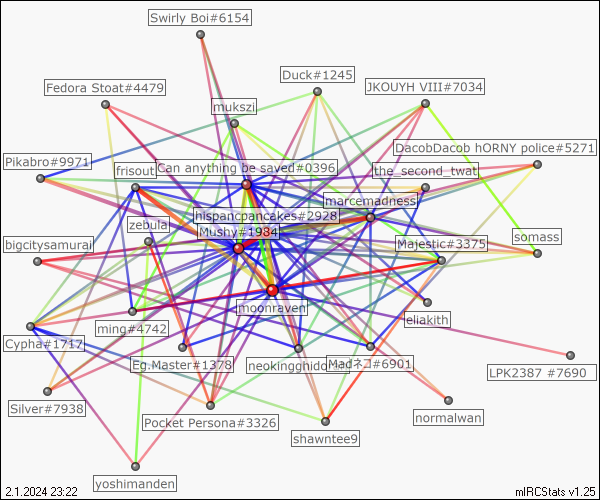 Swirly Boi#6154
Duck#1245
Fedora Stoat#4479
JKOUYH VIII#7034
mukszi
DacobDacob hORNY police#5271
Pikabro#9971
frisout
Can anything be saved#0396
the_second_twat
marcemadness
hispancpancakes#2928
zebula
Mushy#1984
somass
bigcitysamurai
Majestic#3375
moonraven
eliakith
ming#4742
Cypha#1717
Eg.Master#1378
neokingghido
Madネコ#6901
LPK2387 #7690
Silver#7938
Pocket Persona#3326
normalwan
shawntee9
yoshimanden
2.1.2024 23:22
mIRCStats v1.25